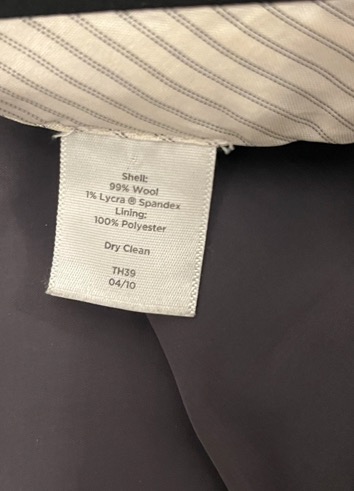 Shell:
99% Wool
1% Lycra ® Spandex
Lining:
100% Polyester
Dry Clean
TH39
04/10